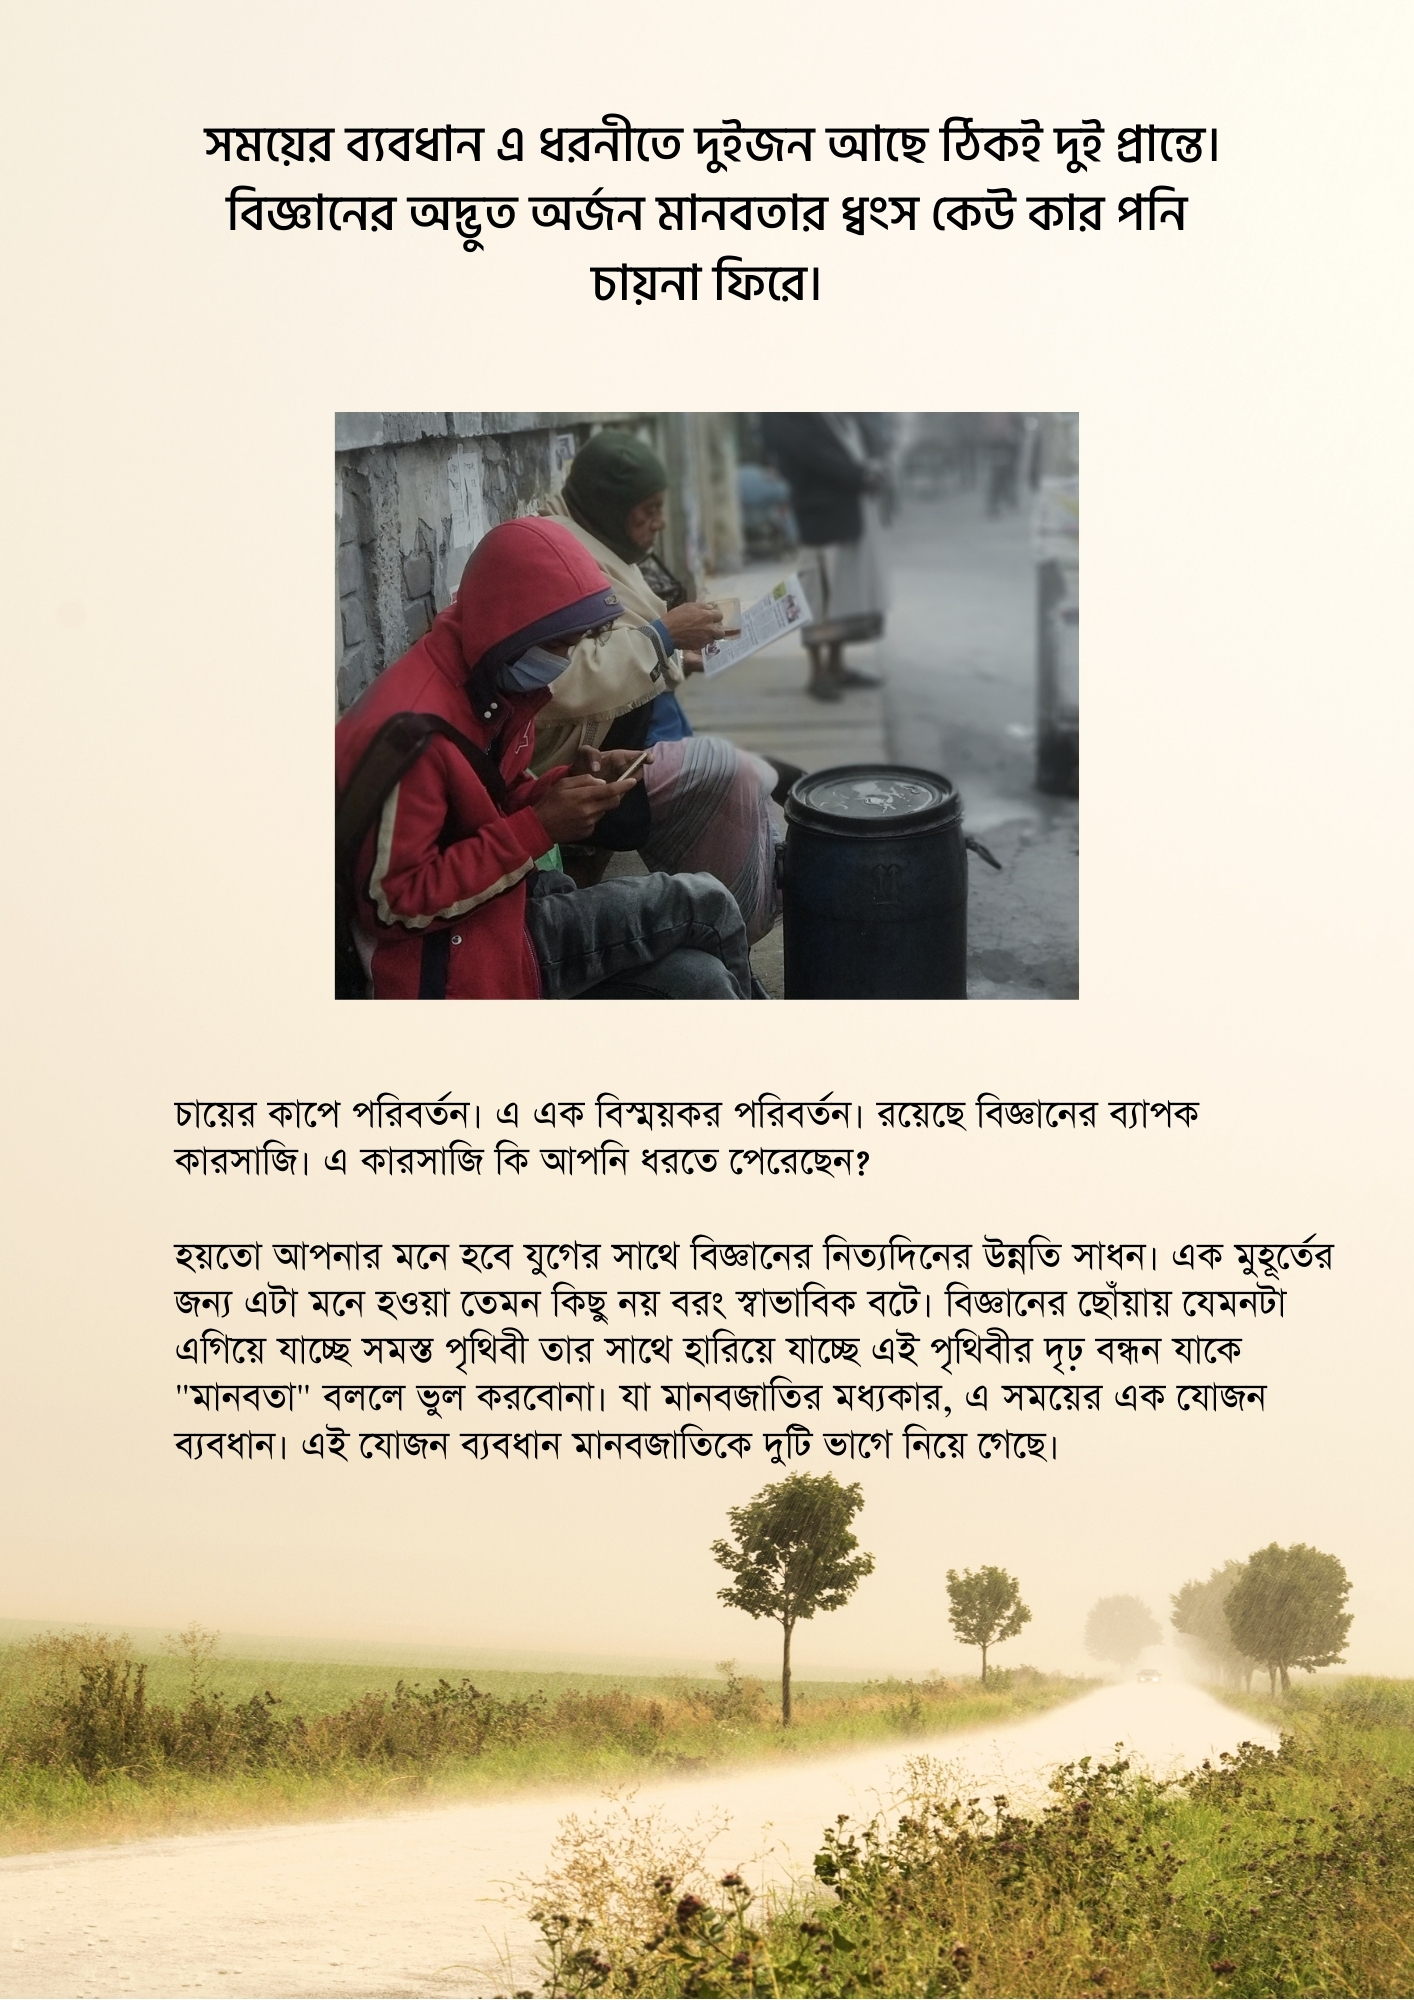 সময়ের ব্যবধান এ ধরনীতে দুইজন আছে ঠিকই দুই প্রান্তে।
বিজ্ঞানের অদ্ভুত অর্জন মানবতার ধ্বংস কেউ কার পনি
চায়না ফিরে।
চায়ের কাপে পরিবর্তন। এ এক বিস্ময়কর পরিবর্তন। রয়েছে বিজ্ঞানের ব্যাপক
কারসাজি। এ কারসাজি কি আপনি ধরতে পেরেছেন?
হয়তো আপনার মনে হবে যুগের সাথে বিজ্ঞানের নিত্যদিনের উন্নতি সাধন। এক মুহূর্তের
জন্য এটা মনে হওয়া তেমন কিছু নয় বরং স্বাভাবিক বটে। বিজ্ঞানের ছোঁয়ায় যেমনটা
এগিয়ে যাচ্ছে সমস্ত পৃথিবী তার সাথে হারিয়ে যাচ্ছে এই পৃথিবীর দৃঢ় বন্ধন যাকে
"মানবতা" বললে ভুল করবোনা। যা মানবজাতির মধ্যকার, এ সময়ের এক যোজন
ব্যবধান। এই যোজন ব্যবধান মানবজাতিকে দুটি ভাগে নিয়ে গেছে।